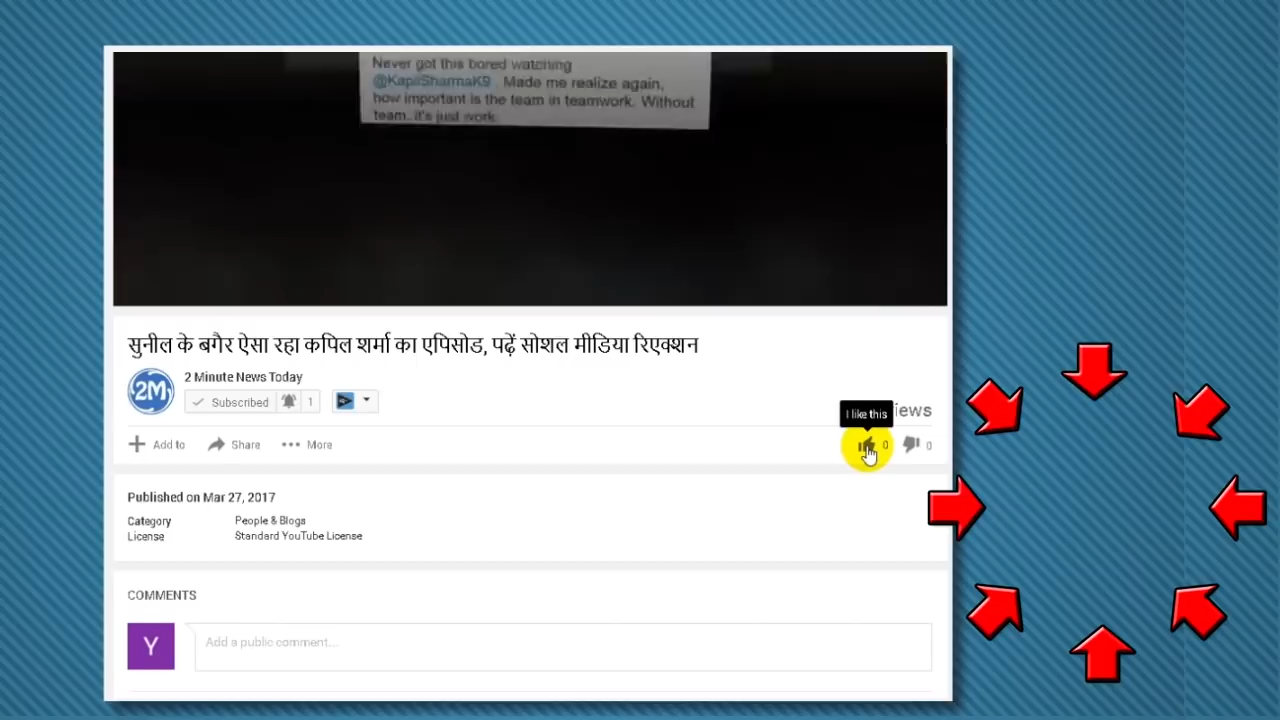 Never got this bored watching
@KapilSharmaK9 . Made me realize again,
how important is the team in teamwork. Without
team..it's just work.
सुनील के बगैर ऐसा रहा कपिल शर्मा का एपिसोड, पढ़ें सोशल मीडिया रिएक्शन
2M
2 Minute News Today
Subscribed 1
I like this
iews
Add to Share More 0 0
Published on Mar 27, 2017
Category People & Blogs
License Standard YouTube License
COMMENTS
Y
Add a public comment...